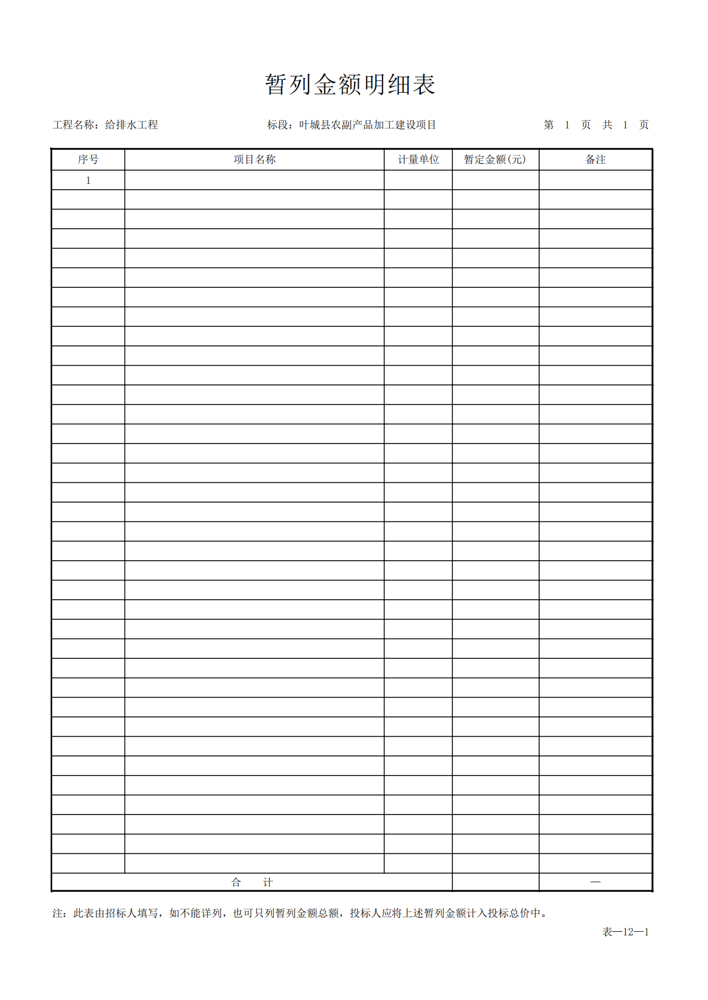 暂列金额明细表
工程名称：给排水工程 标段：叶城县农副产品加工建设项目 第 1 页 共 1 页
序号 项目名称 计量单位 暂定金额(元) 备注
1
合 计 —
注：此表由招标人填写，如不能详列，也可只列暂列金额总额，投标人应将上述暂列金额计入投标总价中。
表—12—1